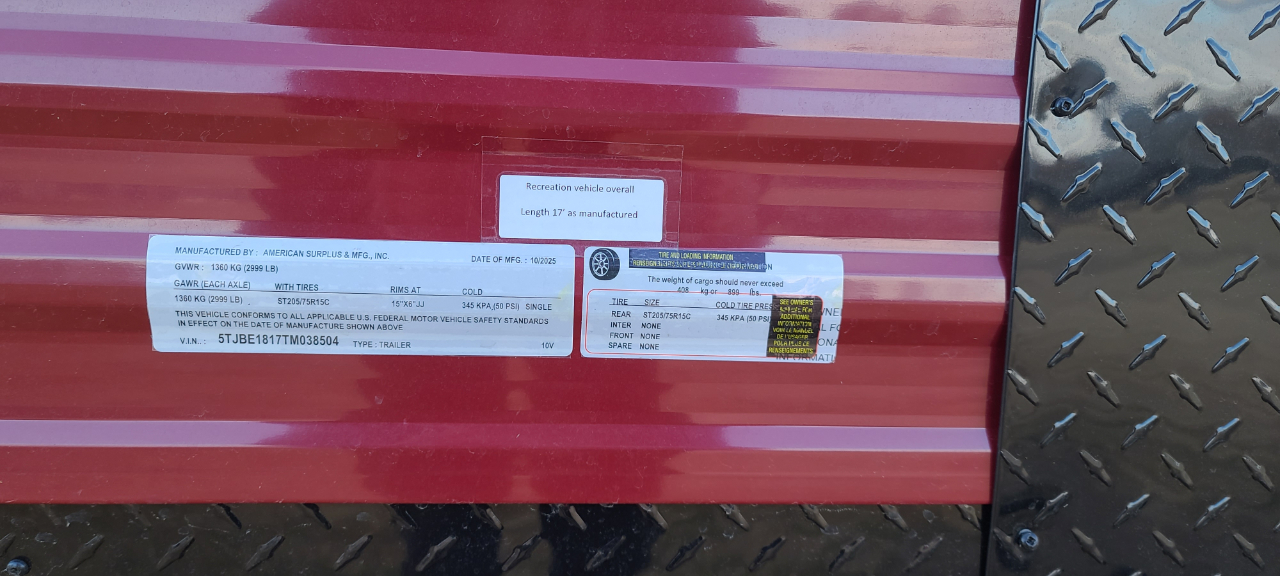 Recreation vehicle overall
Length 17' as manufactured
MANUFACTURED BY : AMERICAN SURPLUS & MFG., INC.
DATE OF MFG. : 10/2025
GVWR : 1360 KG (2999 LB)
GAWR (EACH AXLE) WITH TIRES RIMS AT COLD
1360 KG (2999 LB) . ST205/75R15C 15"X6"JJ 345 KPA,(50 PSI) SINGLE
THIS VEHICLE CONFORMS TO ALL APPLICABLE U.S. FEDERAL MOTOR VEHICLE SAFETY STANDARDS
IN EFFECT ON THE DATE OF MANUFACTURE SHOWN ABOVE
V.I.N.: 5TJBE1817TM038504 TYPE : TRAILER 10V
TIRE AND LOADING INFORMATION
The weight of cargo should never exceed
408 kg or 899 lbs.
TIRE SIZE COLD TIRE
REAR ST205/75R15C 345 KPA (50
INTER NONE
FRONT NONE
SPARE NONE
SEE OWNER'S
ADDITIONAL
INFORMATION